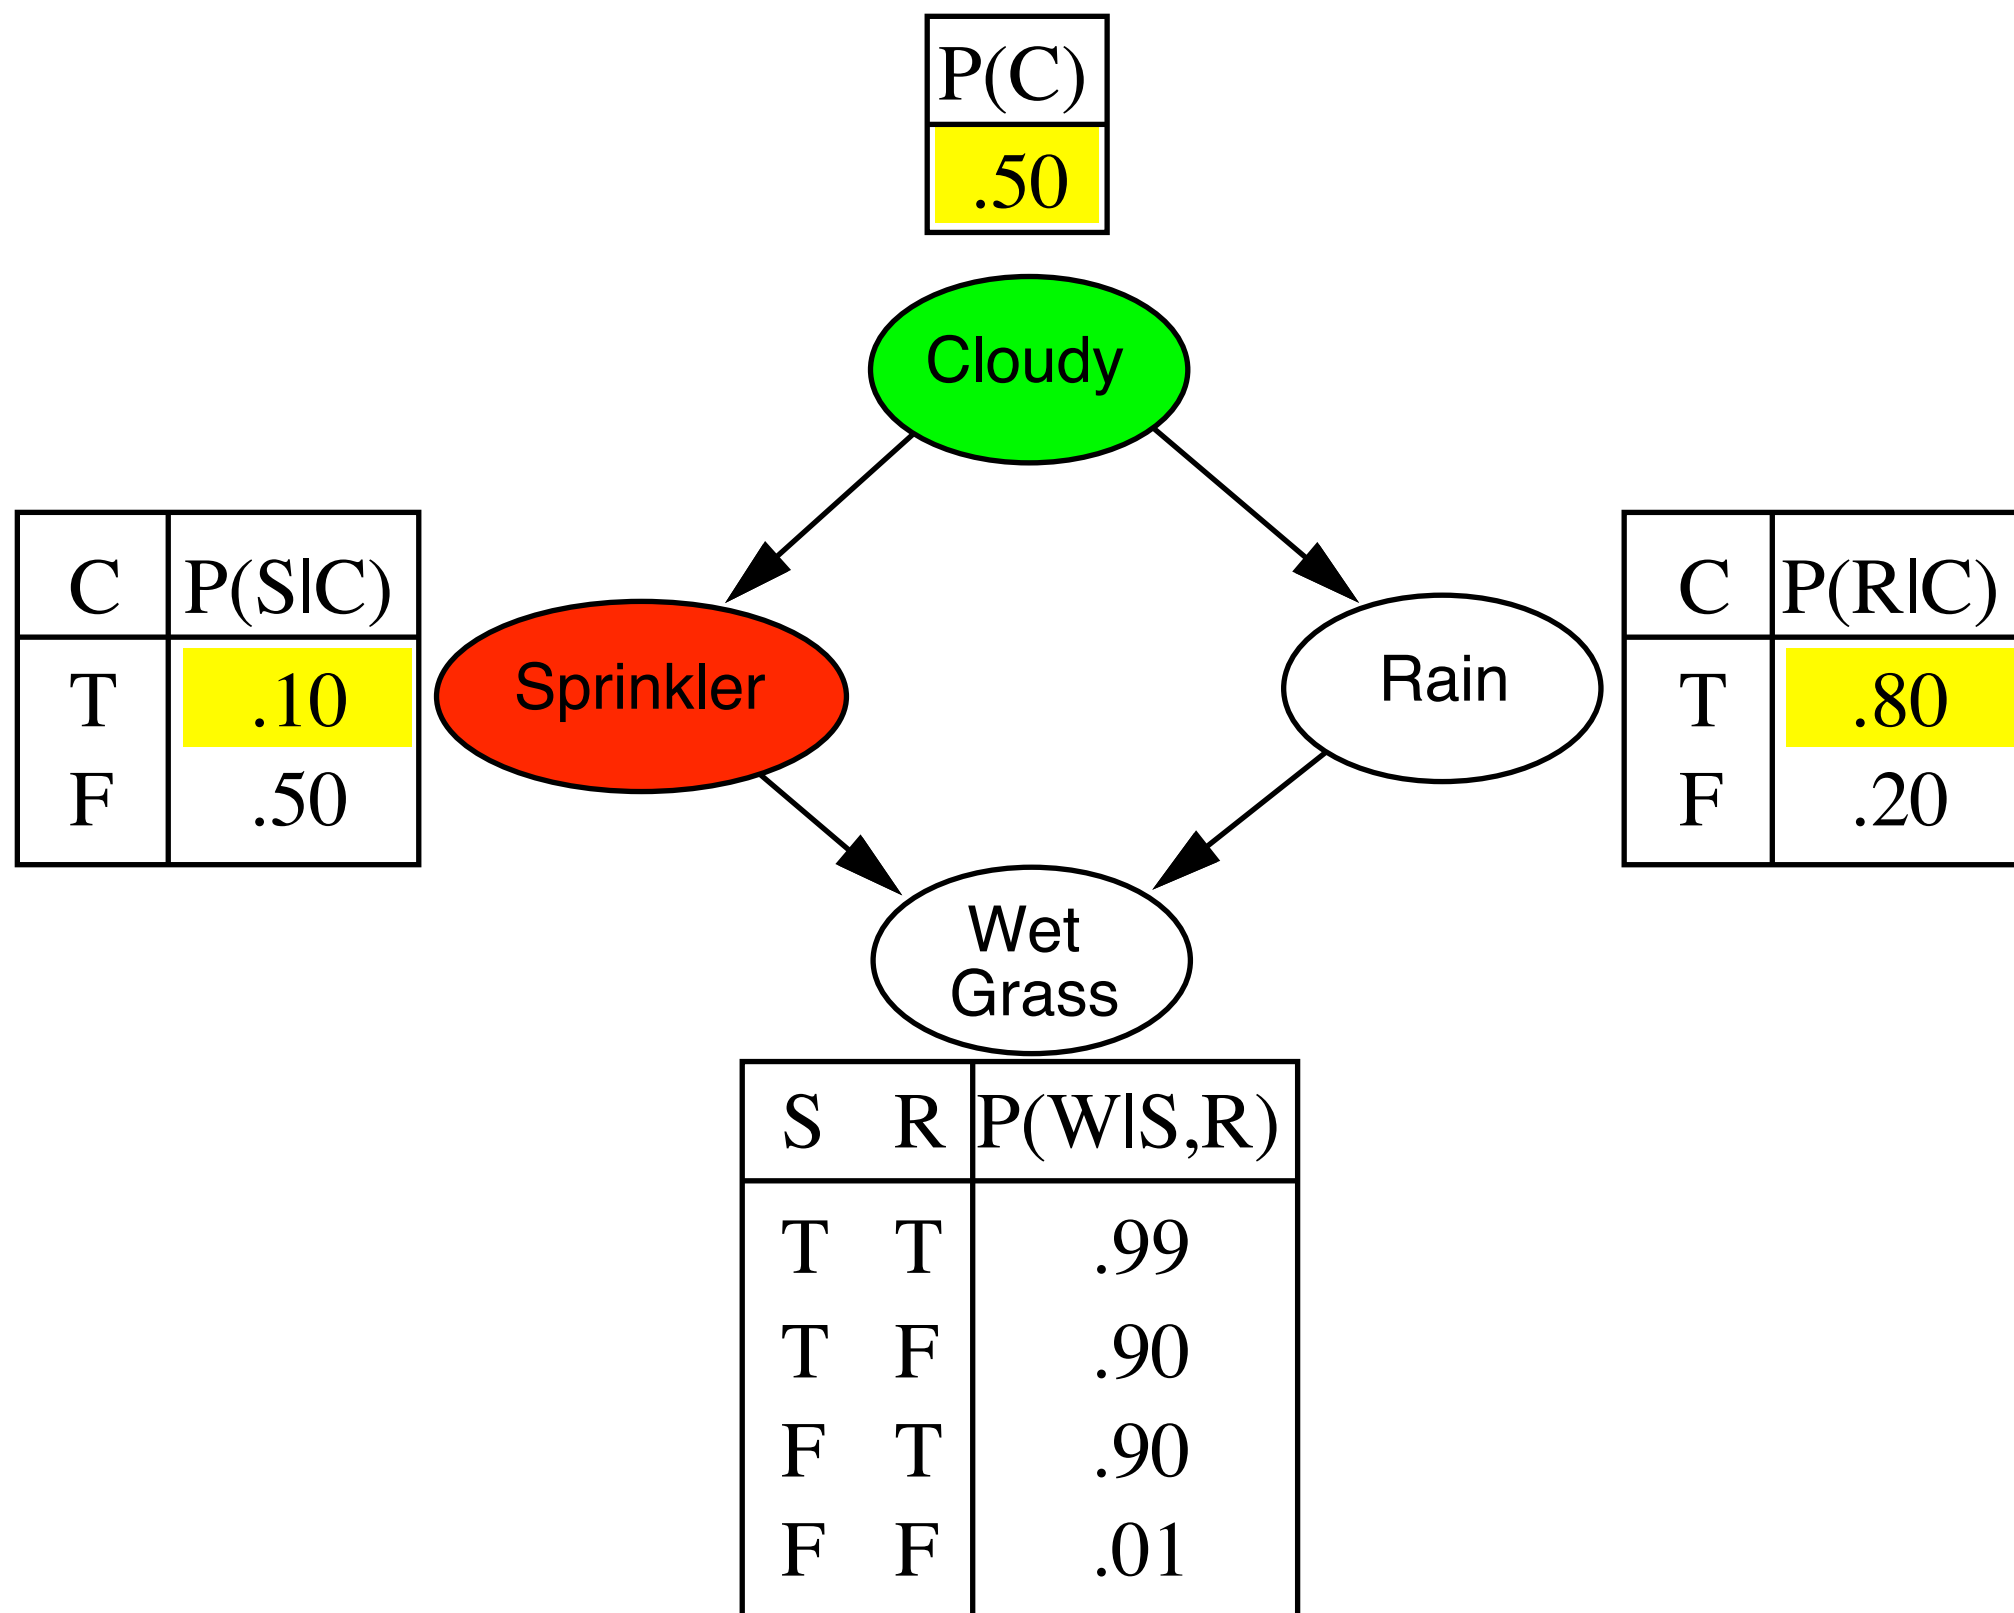 P(C)
.50
Cloudy
C P(S|C)
T .10
F .50
Sprinkler
Rain
C P(R|C)
T .80
F .20
Wet
Grass
S R P(W|S,R)
T T .99
T F .90
F T .90
F F .01